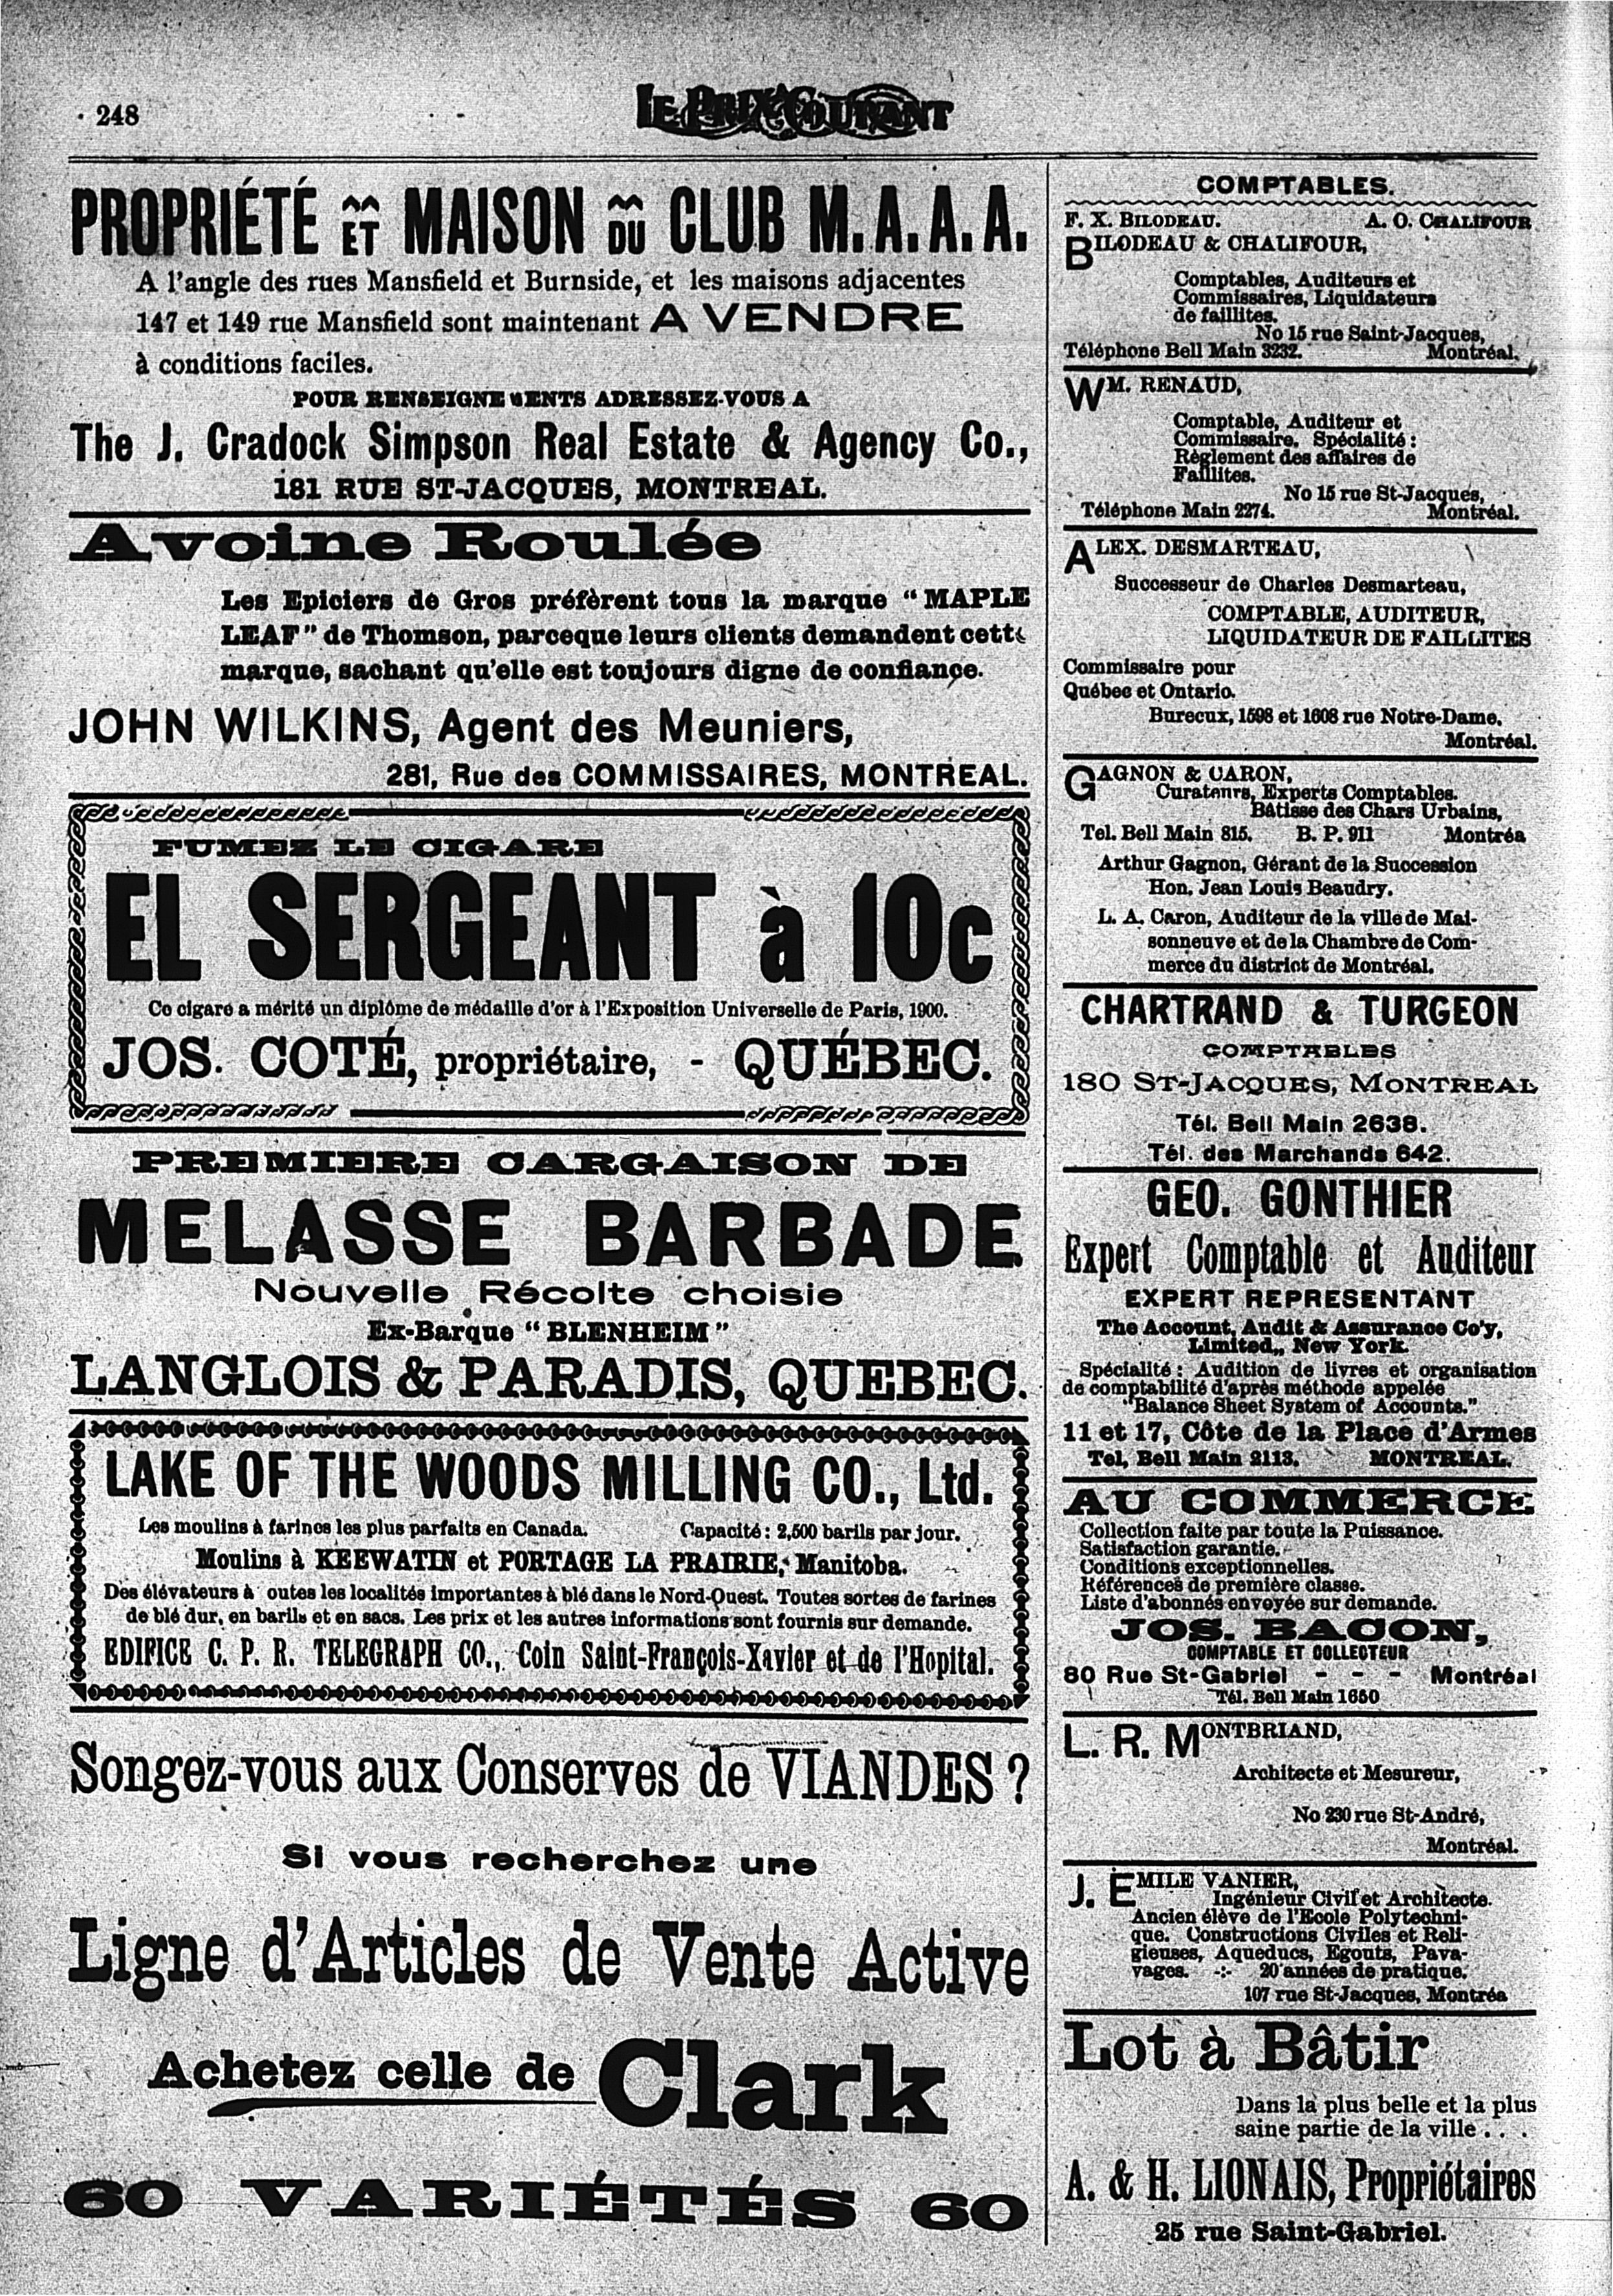 248
LE PRIX COURANT
PROPRIÉTÉ ET MAISON DU CLUB M.A.A.A.
A l'angle des rues Mansfield et Burnside, et les maisons adjacentes
147 et 149 rue Mansfield sont maintenant A VENDRE
à conditions faciles.
POUR RENSEIGNEMENTS ADRESSEZ-VOUS A
The J. Cradock Simpson Real Estate & Agency Co.,
181 RUE ST-JACQUES, MONTREAL.
Avoine Roulée
Les Epiciers de Gros préfèrent tous la marque "MAPLE
LEAF" de Thomson, parceque leurs clients demandent cette
marque, sachant qu'elle est toujours digne de confiance.
JOHN WILKINS, Agent des Meuniers,
281, Rue des COMMISSAIRES, MONTREAL.
FUMEZ LE CIGARE
EL SERGEANT à 10c
Ce cigare a mérité un diplôme de médaille d'or à l'Exposition Universelle de Paris, 1900.
JOS. COTÉ, propriétaire, - QUÉBEC.
PREMIERE CARGAISON DE
MELASSE BARBADE
Nouvelle Récolte choisie
Ex-Barque "BLENHEIM"
LANGLOIS & PARADIS, QUEBEC.
LAKE OF THE WOODS MILLING CO., Ltd.
Les moulins à farines les plus parfaits en Canada. Capacité : 2,500 barils par jour.
Moulins à KEEWATIN et PORTAGE LA PRAIRIE, Manitoba.
Des élévateurs à outes les localités importantes à blé dans le Nord-Ouest. Toutes sortes de farines
de blé dur, en barils et en sacs. Les prix et les autres informations sont fournis sur demande.
EDIFICE C. P. R. TELEGRAPH CO., Coin Saint-François-Xavier et de l'Hopital.
Songez-vous aux Conserves de VIANDES ?
Si vous recherchez une
Ligne d'Articles de Vente Active
Achetez celle de Clark
60 VARIÉTÉS 60
COMPTABLES.
F. X. BILODEAU. A. O. CHALIFOUR
BILODEAU & CHALIFOUR,
Comptables, Auditeurs et
Commissaires, Liquidateurs
de faillites.
No 15 rue Saint-Jacques,
Téléphone Bell Main 3232. Montréal.
WM. RENAUD,
Comptable, Auditeur et
Commissaire. Spécialité :
Règlement des affaires de
Faillites.
No 15 rue St-Jacques,
Téléphone Main 2274. Montréal.
ALEX. DESMARTEAU,
Successeur de Charles Desmarteau,
COMPTABLE, AUDITEUR,
LIQUIDATEUR DE FAILLITES
Commissaire pour
Québec et Ontario.
Bureaux, 1598 et 1608 rue Notre-Dame.
Montréal.
GAGNON & CARON,
Curateurs, Experts Comptables.
Bâtisse des Chars Urbains,
Tel. Bell Main 815. B. P. 911 Montréa
Arthur Gagnon, Gérant de la Succession
Hon. Jean Louis Beaudry.
L. A. Caron, Auditeur de la ville de Mai-
sonneuve et de la Chambre de Com-
merce du district de Montréal.
CHARTRAND & TURGEON
COMPTABLES
180 ST-JACQUES, MONTREAL
Tél. Bell Main 2638.
Tél. des Marchands 642.
GEO. GONTHIER
Expert Comptable et Auditeur
EXPERT REPRESENTANT
The Account, Audit & Assurance Co'y,
Limited,, New York.
Spécialité : Audition de livres et organisation
de comptabilité d'après méthode appelée
"Balance Sheet System of Accounts."
11 et 17, Côte de la Place d'Armes
Tel, Bell Main 2113. MONTREAL.
AU COMMERCE
Collection faite par toute la Puissance.
Satisfaction garantie.
Conditions exceptionnelles.
Références de première classe.
Liste d'abonnés envoyée sur demande.
JOS. BACON,
COMPTABLE ET COLLECTEUR
80 Rue St-Gabriel - - - Montréal
Tél. Bell Main 1650
L. R. MONTBRIAND,
Architecte et Mesureur,
No 230 rue St-André,
Montréal.
J. EMILE VANIER,
Ingénieur Civil et Architecte.
Ancien élève de l'Ecole Polytechni-
que. Constructions Civiles et Reli-
gieuses, Aqueducs, Egouts, Pava-
vages. -:- 20 années de pratique.
107 rue St-Jacques, Montréa
Lot à Bâtir
Dans la plus belle et la plus
saine partie de la ville . . .
A. & H. LIONAIS, Propriétaires
25 rue Saint-Gabriel.